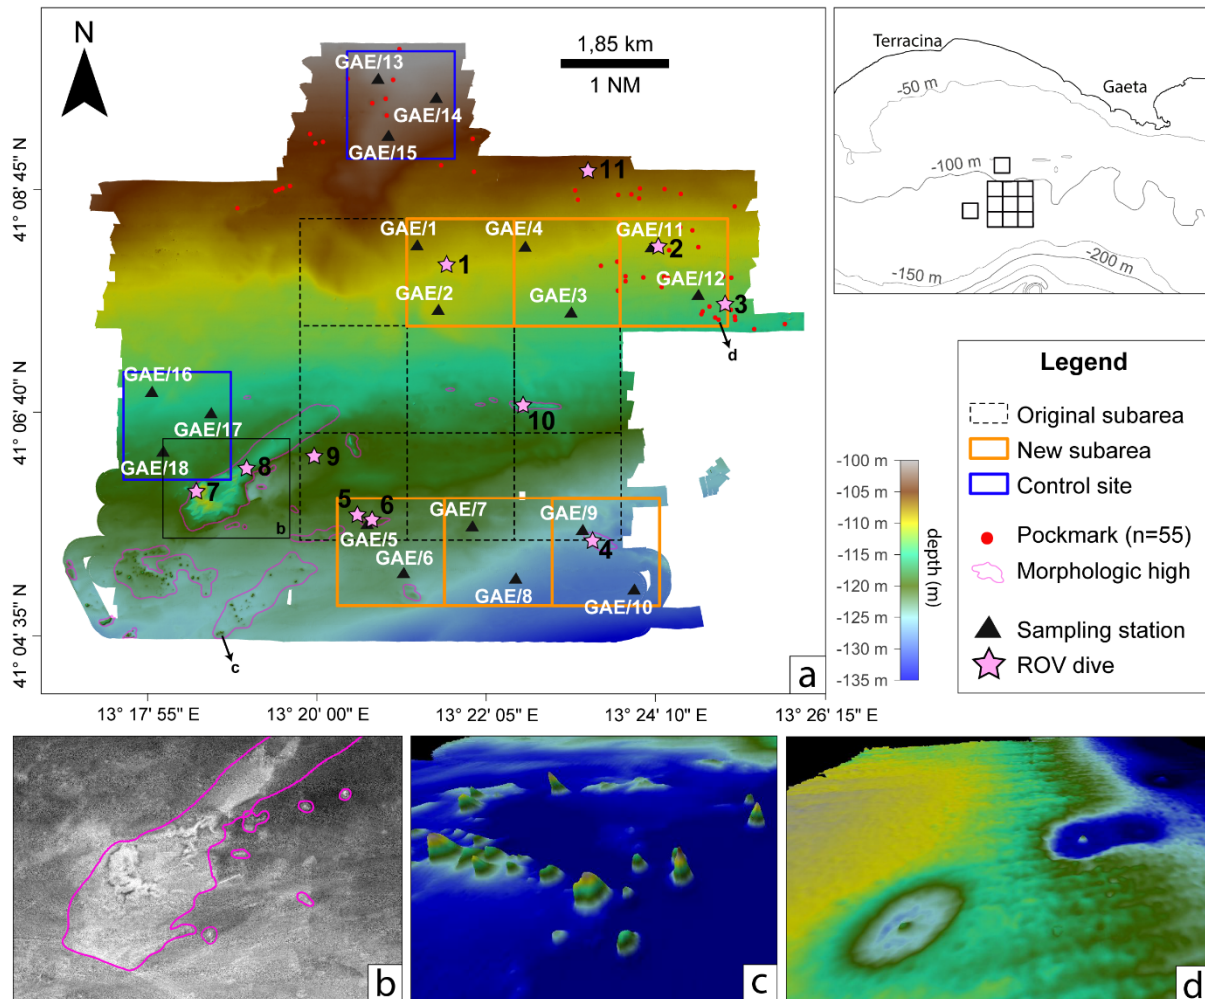 N
1,85 km
1 NM
GAE/13
GAE/14
GAE/15
11
GAE/1
GAE/4
GAE/11
2
1
GAE/12
GAE/2
GAE/3
3
d
GAE/16
GAE/17
10
GAE/18
8
9
7
5
6
GAE/7
GAE/9
b
GAE/5
4
GAE/6
GAE/8
GAE/10
c
a
41° 08' 45" N
41° 06' 40" N
41° 04' 35" N
13° 17' 55" E
13° 20' 00" E
13° 22' 05" E
13° 24' 10" E
13° 26' 15" E
Terracina
Gaeta
-50 m
-100 m
-150 m
-200 m
-100 m
-105 m
-110 m
-115 m
-120 m
-125 m
-130 m
-135 m
depth (m)
Legend
Original subarea
New subarea
Control site
Pockmark (n=55)
Morphologic high
Sampling station
ROV dive
b
c
d